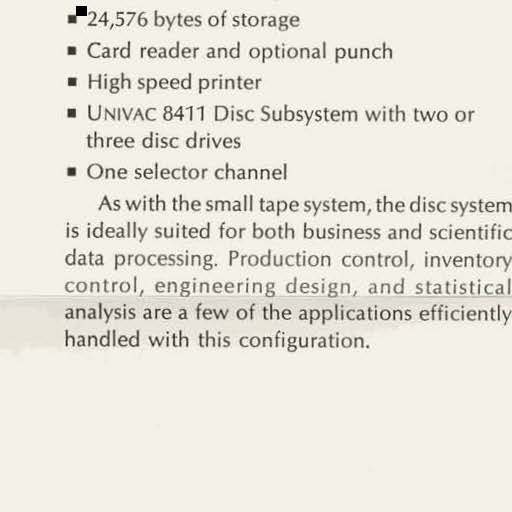 ▪ 24,576 bytes of storage
▪ Card reader and optional punch
▪ High speed printer
▪ UNIVAC 8411 Disc Subsystem with two or
three disc drives
▪ One selector channel
As with the small tape system, the disc system
is ideally suited for both business and scientific
data processing. Production control, inventory
control, engineering design, and statistical
analysis are a few of the applications efficiently
handled with this configuration.